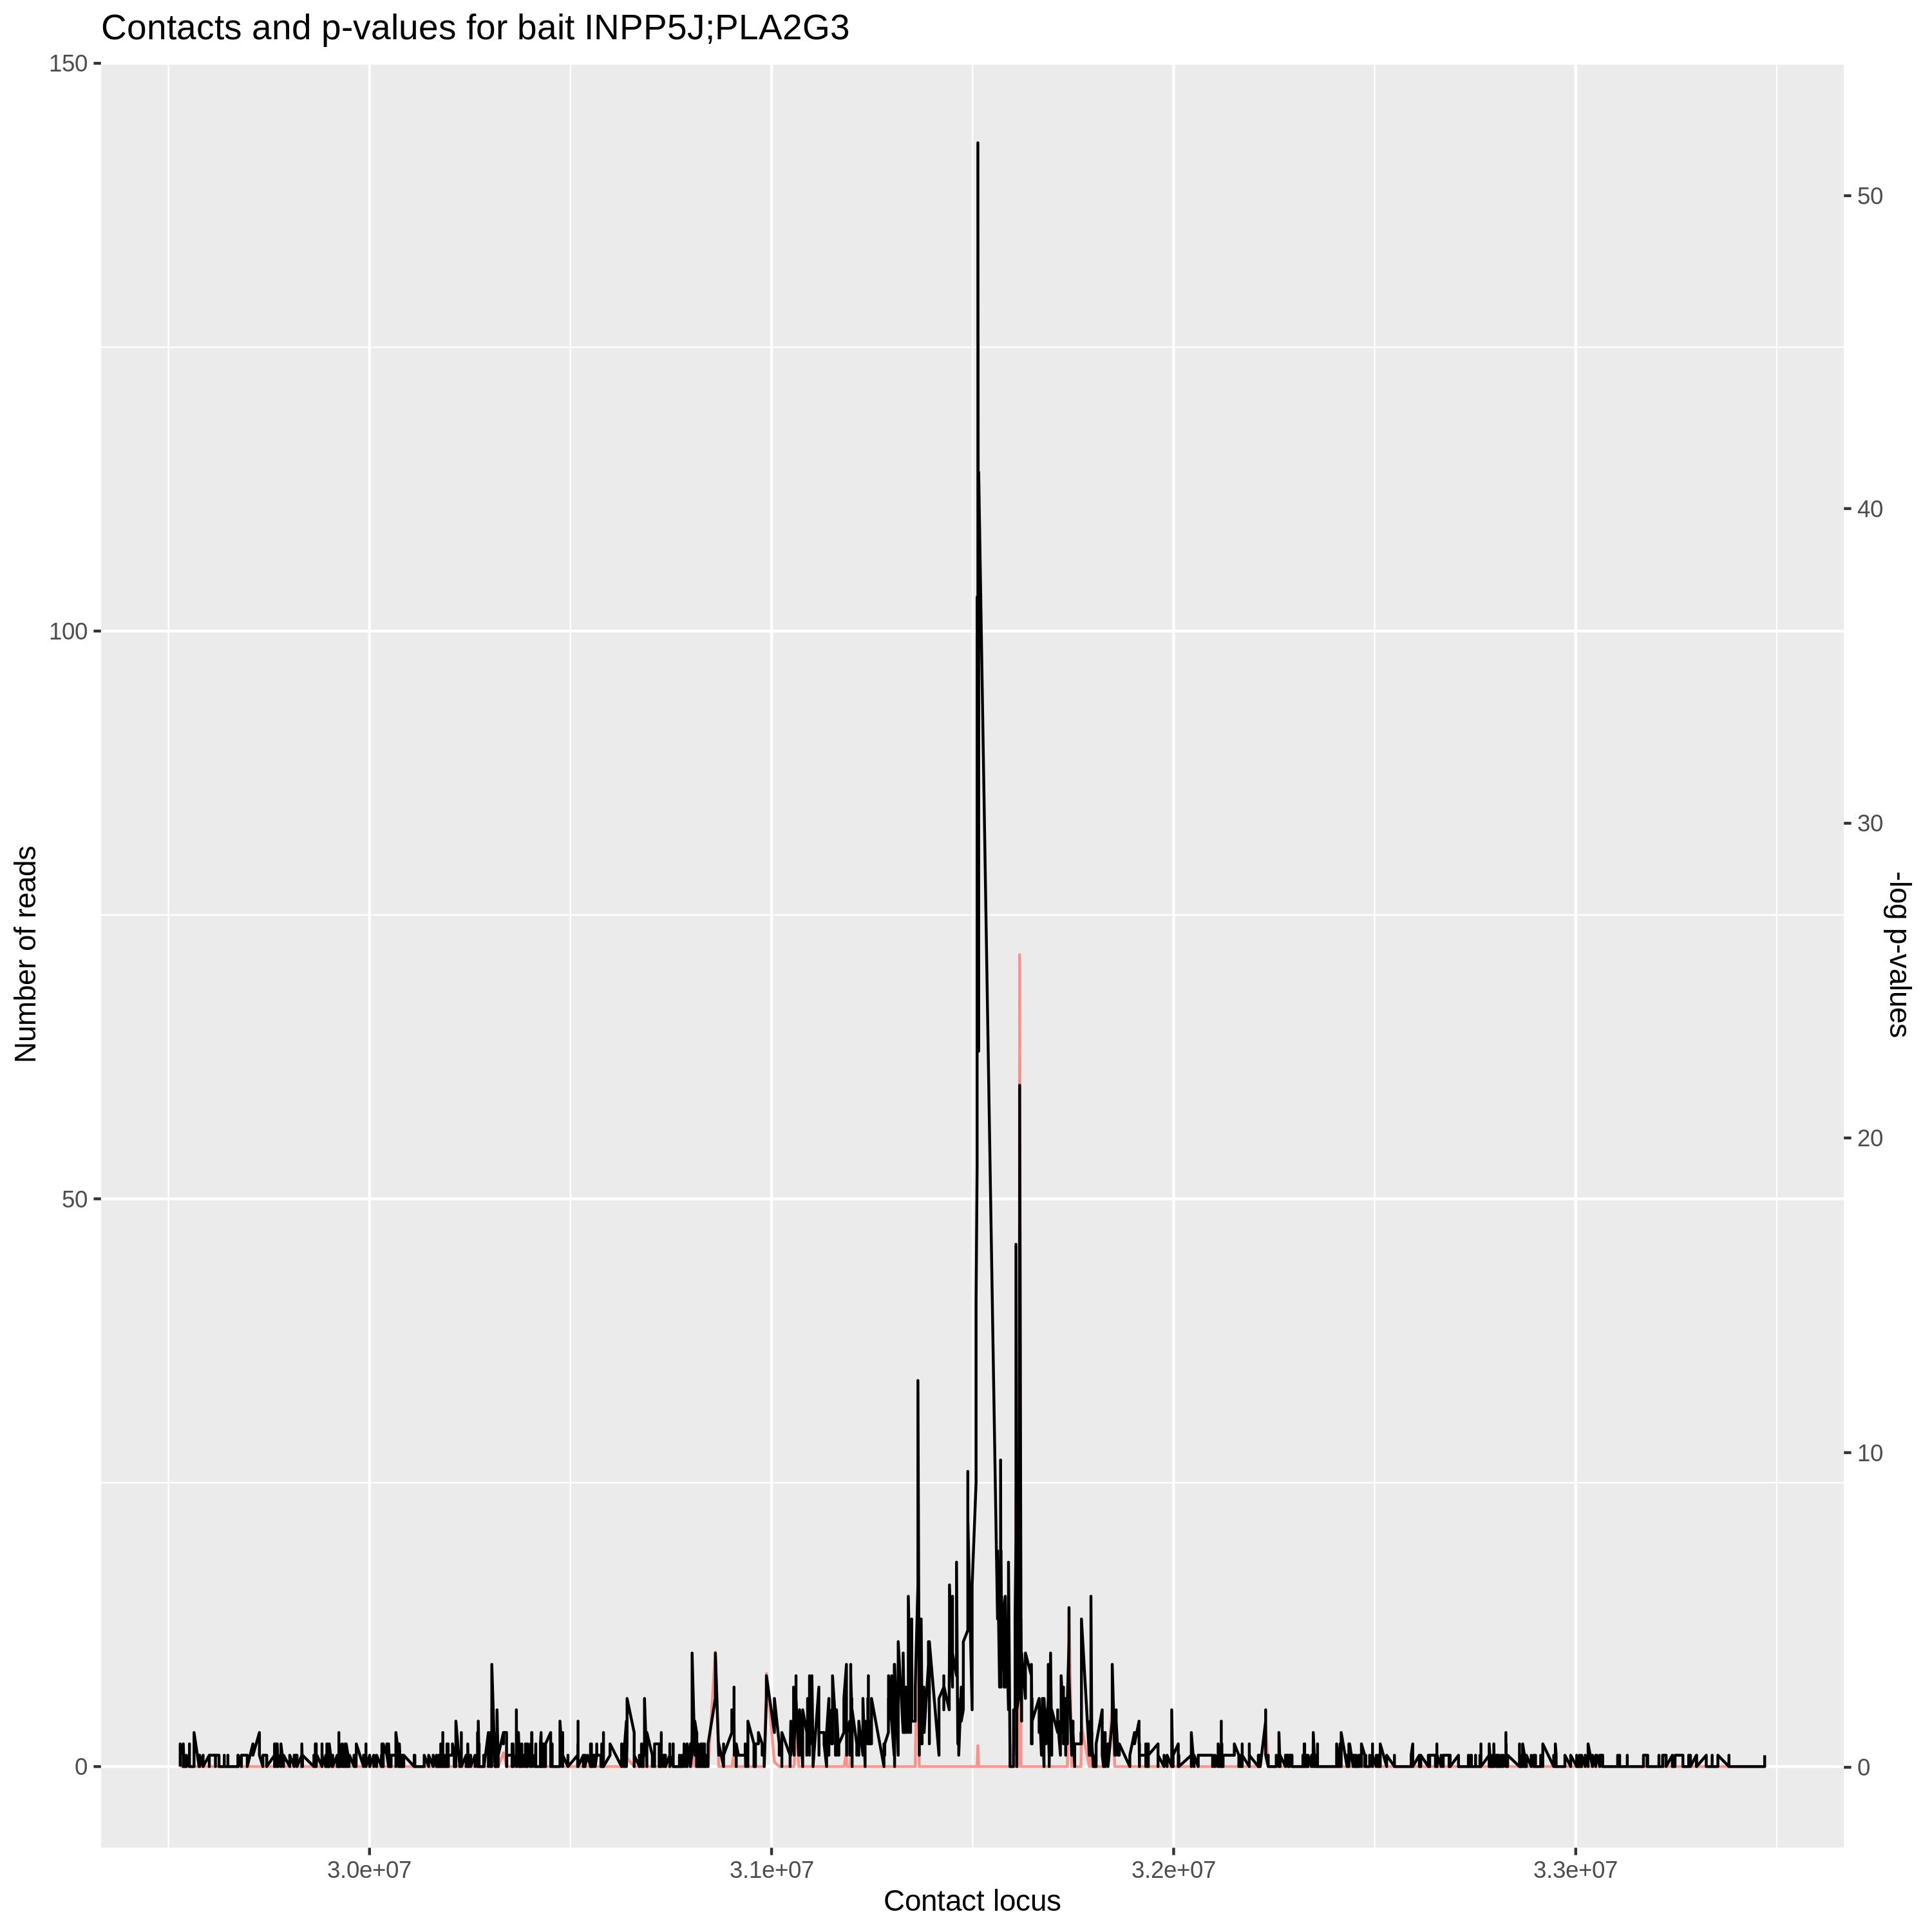 Contacts and p-values for bait INPP5J;PLA2G3
150
100
50
0
Number of reads
50
40
30
20
10
0
-log p-values
3.0e+07
3.1e+07
3.2e+07
3.3e+07
Contact locus